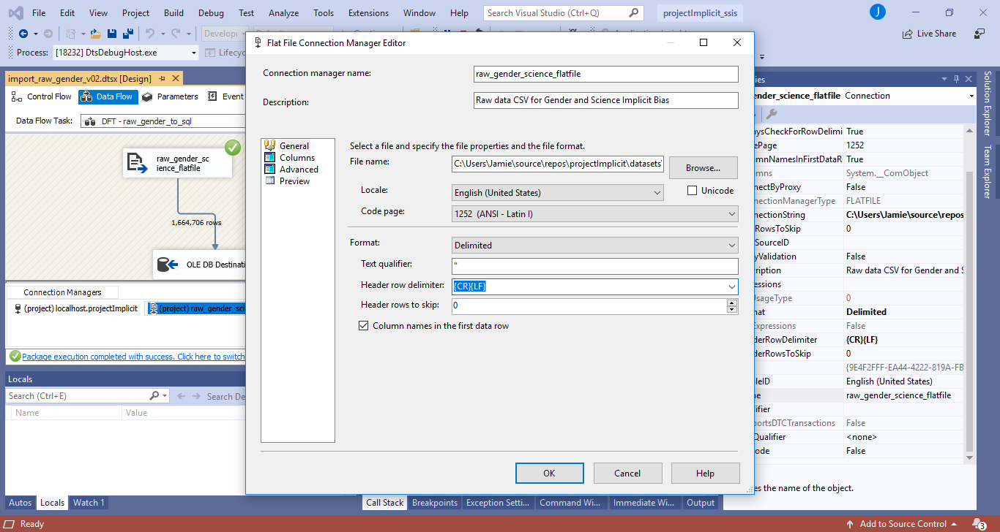 File Edit View Project Build Debug Test Analyze Tools Extensions Window Help Search Visual Studio (Ctrl+Q) projectImplicit_ssis J
Live Share
Process: [18232] DtsDebugHost.exe Lifecyc
import_raw_gender_v02.dtsx [Design]
Control Flow Data Flow Parameters Event
Data Flow Task: DFT - raw_gender_to_sql
raw_gender_sc
ience_flatfile
1,664,706 rows
OLE DB Destinati
Connection Managers
(project) localhost.projectImplicit (project) raw_gender_sci
Package execution completed with success. Click here to switch
Locals
Search (Ctrl+E) Search De
Name Value
Autos Locals Watch 1
Flat File Connection Manager Editor
Connection manager name: raw_gender_science_flatfile
Description: Raw data CSV for Gender and Science Implicit Bias
General
Columns
Advanced
Preview
Select a file and specify the file properties and the file format.
File name: C:\Users\Jamie\source\repos\projectImplicit\datasets\ Browse...
Locale: English (United States) Unicode
Code page: 1252 (ANSI - Latin I)
Format: Delimited
Text qualifier: "
Header row delimiter: {CR}{LF}
Header rows to skip: 0
Column names in the first data row
OK Cancel Help
Call Stack Breakpoints Exception Setti... Command Wi... Immediate Wi... Output
ies
ender_science_flatfile Connection
aysCheckForRowDelimi True
ePage 1252
mnNamesInFirstDataR True
mns System.__ComObject
nectByProxy False
nectionManagerType FLATFILE
nectionString C:\Users\Jamie\source\repos
RowsToSkip 0
SourceID
yValidation False
ription Raw data CSV for Gender and S
essions
UsageType 0
mat Delimited
Expressions False
derRowDelimiter {CR}{LF}
derRowsToSkip 0
{9E4F2FFF-EA44-4222-819A-FB
leID English (United States)
ne raw_gender_science_flatfile
ifier
portsDTCTransactions False
Qualifier <none>
ode False
es the name of the object.
Solution Explorer
Team Explorer
Ready Add to Source Control 3